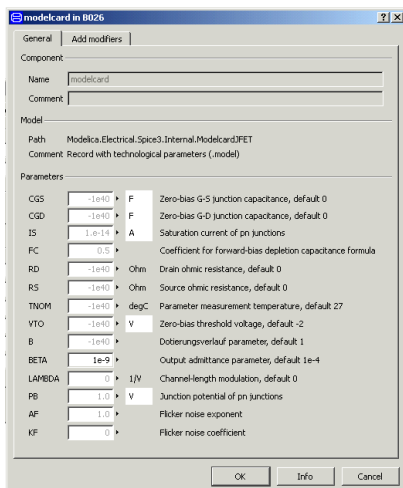 modelcard in B026
General Add modifiers
Component
Name modelcard
Comment
Model
Path Modelica.Electrical.Spice3.Internal.ModelcardJFET
Comment Record with technological parameters (.model)
Parameters
CGS -1e40 F Zero-bias G-S junction capacitance, default 0
CGD -1e40 F Zero-bias G-D junction capacitance, default 0
IS 1.e-14 A Saturation current of pn junctions
FC 0.5 Coefficient for forward-bias depletion capacitance formula
RD -1e40 Ohm Drain ohmic resistance, default 0
RS -1e40 Ohm Source ohmic resistance, default 0
TNOM -1e40 degC Parameter measurement temperature, default 27
VTO -1e40 V Zero-bias threshold voltage, default -2
B -1e40 Dotierungsverlauf parameter, default 1
BETA 1e-9 Output admittance parameter, default 1e-4
LAMBDA 0 1/V Channel-length modulation, default 0
PB 1.0 V Junction potential of pn junctions
AF 1.0 Flicker noise exponent
KF 0 Flicker noise coefficient
OK Info Cancel